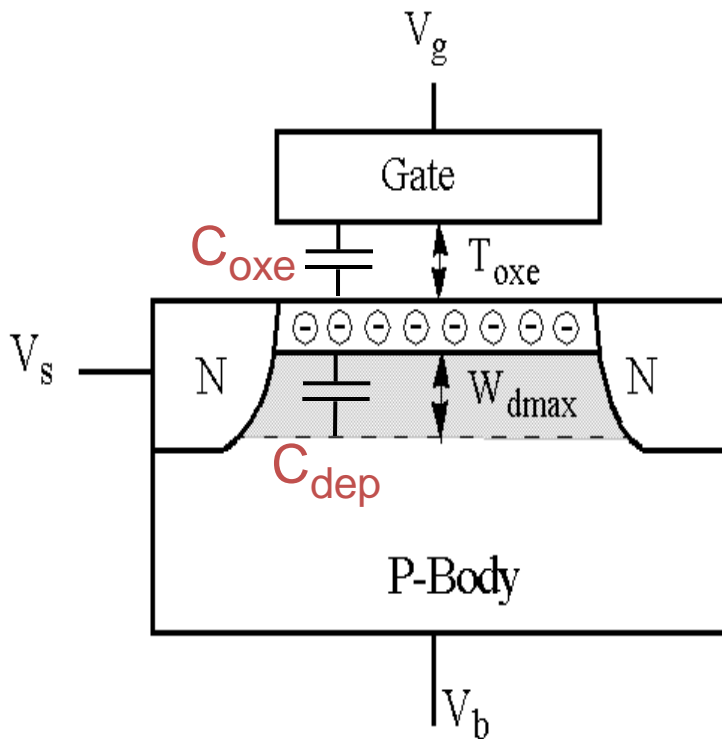 Vg
Gate
Coxe
Toxe
Vs
N
Wdmax
N
Cdep
P-Body
Vb